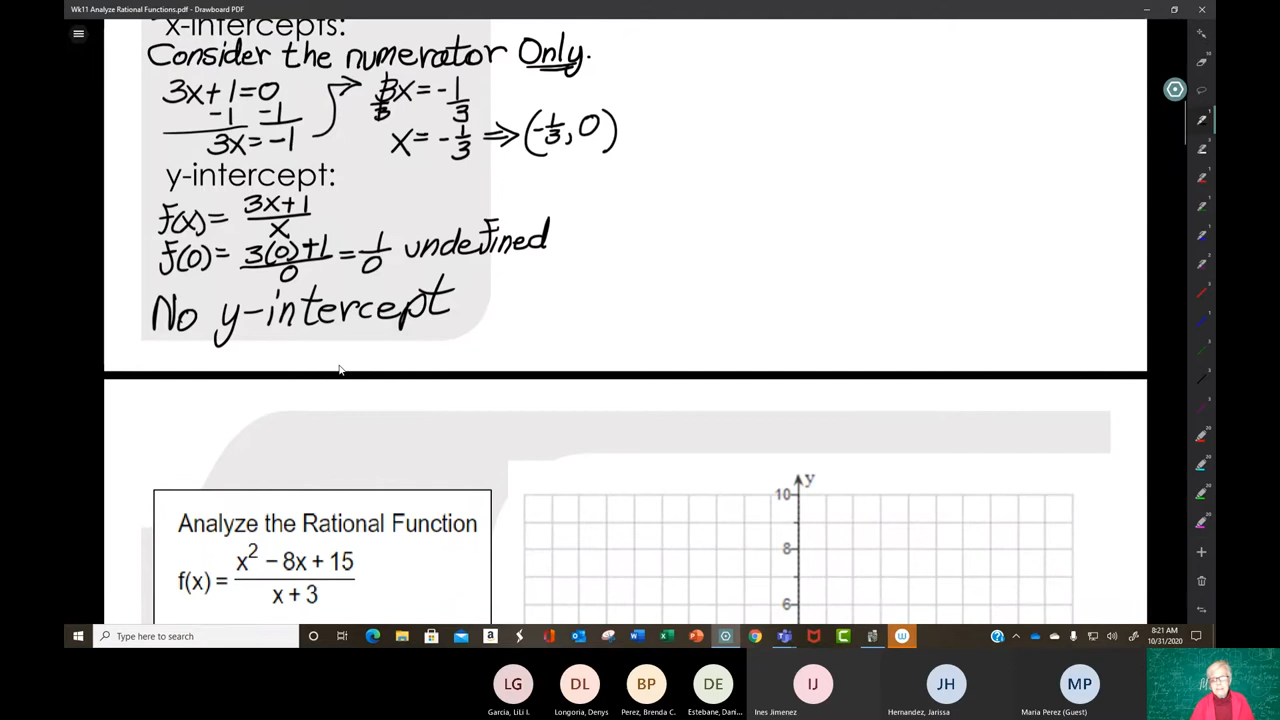 Wk11 Analyze Rational Functions.pdf - Drawboard PDF
x-intercepts:
Consider the numerator Only.
3x+1=0
-1 -1
3x=-1
3x = -1
3 3
x = -1/3 ⇒ (-1/3, 0)
y-intercept:
f(x) = 3x+1
x
f(0) = 3(0)+1 = 1 undefined
0 0
No y-intercept
Analyze the Rational Function
f(x) = x² – 8x + 15
x + 3
y
10
8
6
Type here to search
8:21 AM
10/31/2020
LG
DL
BP
DE
IJ
JH
MP
Garcia, LiLi I.
Longoria, Denys
Perez, Brenda C.
Estebane, Dani...
Ines Jimenez
Hernandez, Jarissa
Maria Perez (Guest)